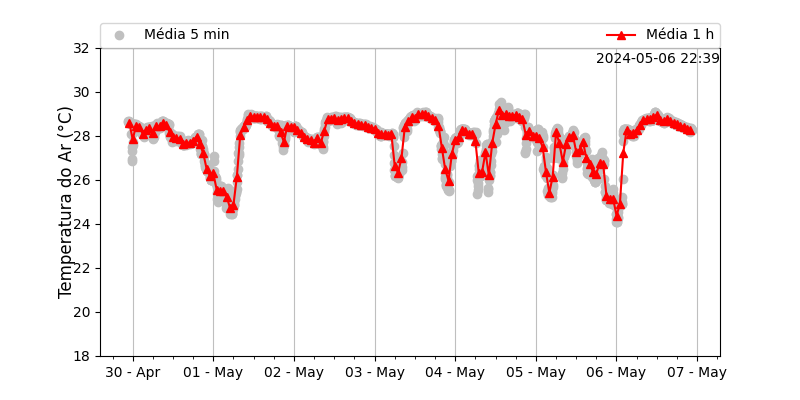 Média 5 min
Média 1 h
2024-05-06 22:39
Temperatura do Ar (°C)
32
30
28
26
24
22
20
18
30 - Apr
01 - May
02 - May
03 - May
04 - May
05 - May
06 - May
07 - May